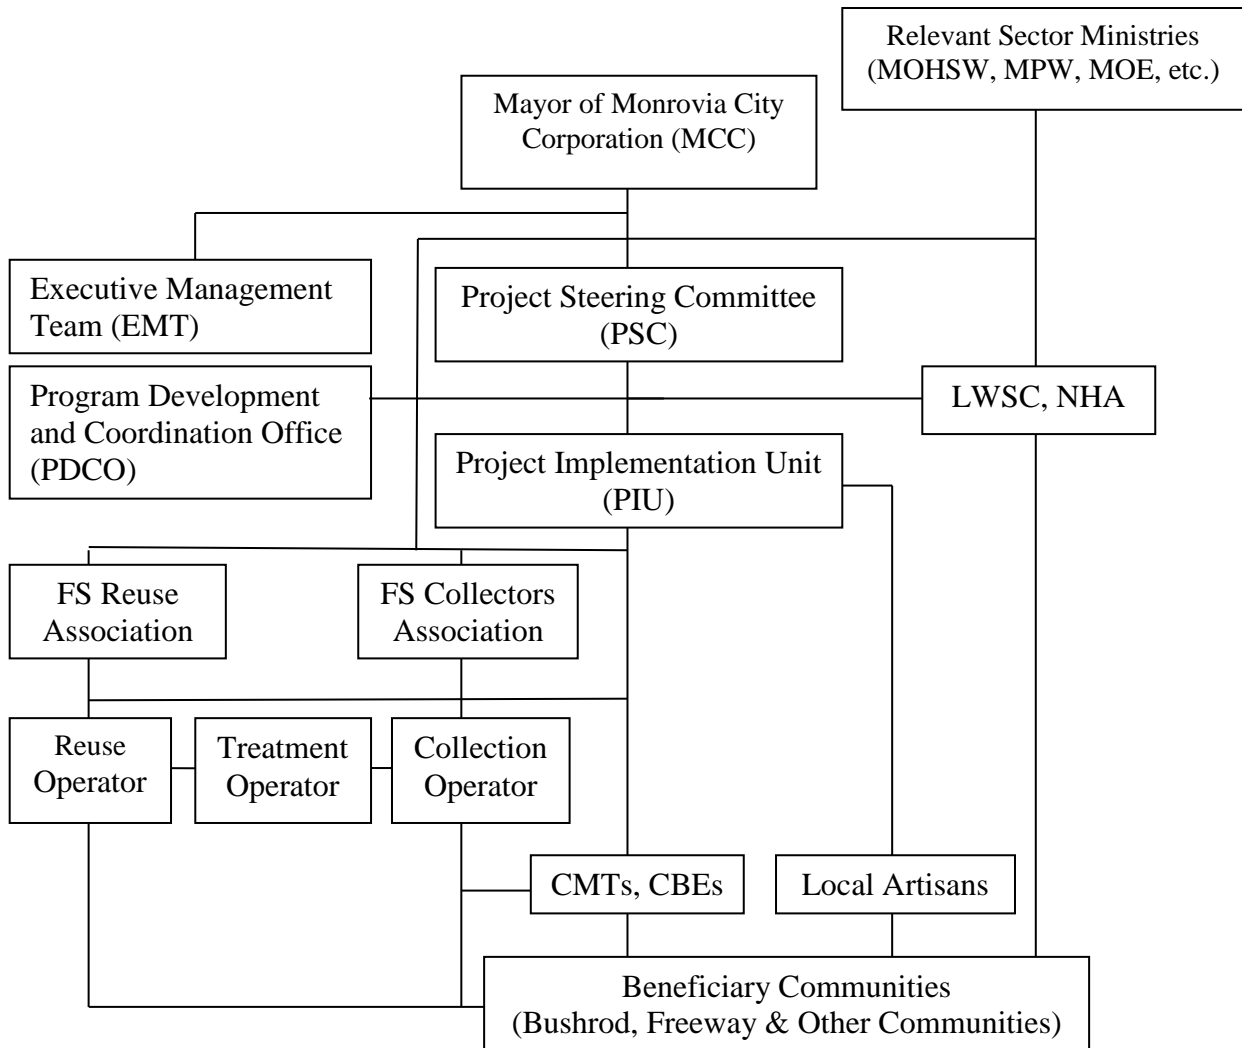 Relevant Sector Ministries
(MOHSW, MPW, MOE, etc.)
Mayor of Monrovia City
Corporation (MCC)
Executive Management
Team (EMT)
Project Steering Committee
(PSC)
Program Development
and Coordination Office
(PDCO)
LWSC, NHA
Project Implementation Unit
(PIU)
FS Reuse
Association
FS Collectors
Association
Reuse
Operator
Treatment
Operator
Collection
Operator
CMTs, CBEs
Local Artisans
Beneficiary Communities
(Bushrod, Freeway & Other Communities)